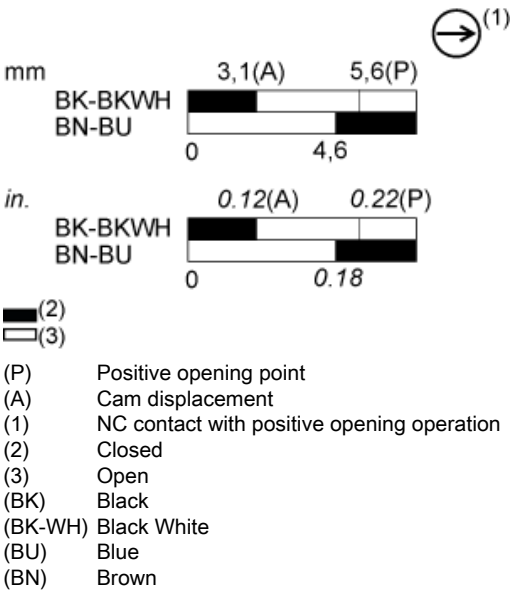 (1)
mm 3,1(A) 5,6(P)
BK-BKWH
BN-BU
0 4,6
in. 0.12(A) 0.22(P)
BK-BKWH
BN-BU
0 0.18
(2)
(3)
(P) Positive opening point
(A) Cam displacement
(1) NC contact with positive opening operation
(2) Closed
(3) Open
(BK) Black
(BK-WH) Black White
(BU) Blue
(BN) Brown